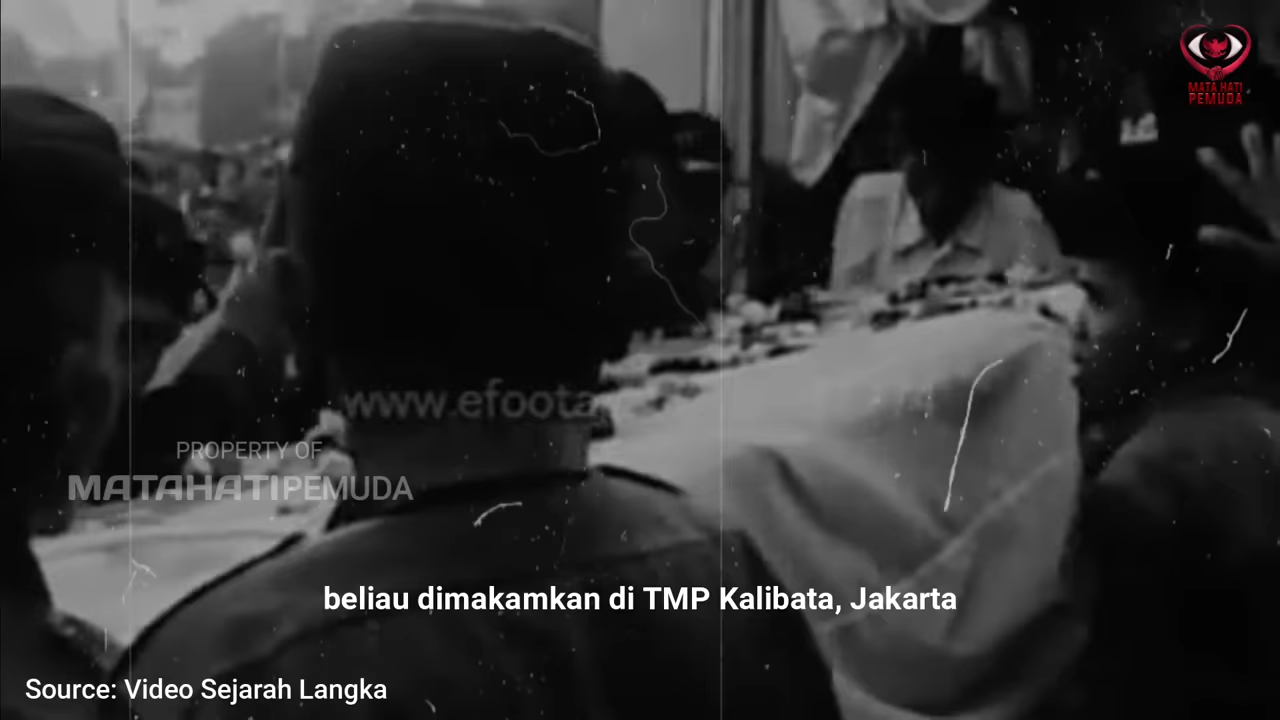 MATA HATI
PEMUDA
www.efoota
PROPERTY OF
MATAHATIPEMUDA
beliau dimakamkan di TMP Kalibata, Jakarta
Source: Video Sejarah Langka